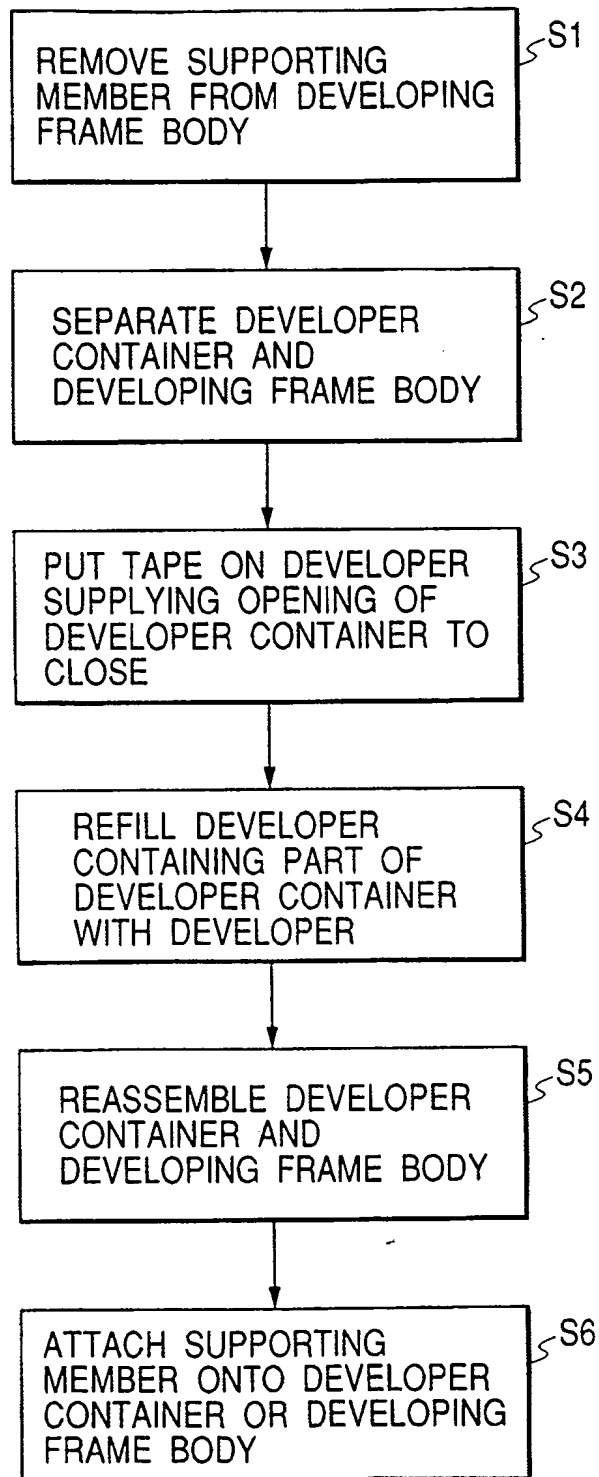 S1
REMOVE SUPPORTING
MEMBER FROM DEVELOPING
FRAME BODY
S2
SEPARATE DEVELOPER
CONTAINER AND
DEVELOPING FRAME BODY
S3
PUT TAPE ON DEVELOPER
SUPPLYING OPENING OF
DEVELOPER CONTAINER TO
CLOSE
S4
REFILL DEVELOPER
CONTAINING PART OF
DEVELOPER CONTAINER
WITH DEVELOPER
S5
REASSEMBLE DEVELOPER
CONTAINER AND
DEVELOPING FRAME BODY
S6
ATTACH SUPPORTING
MEMBER ONTO DEVELOPER
CONTAINER OR DEVELOPING
FRAME BODY